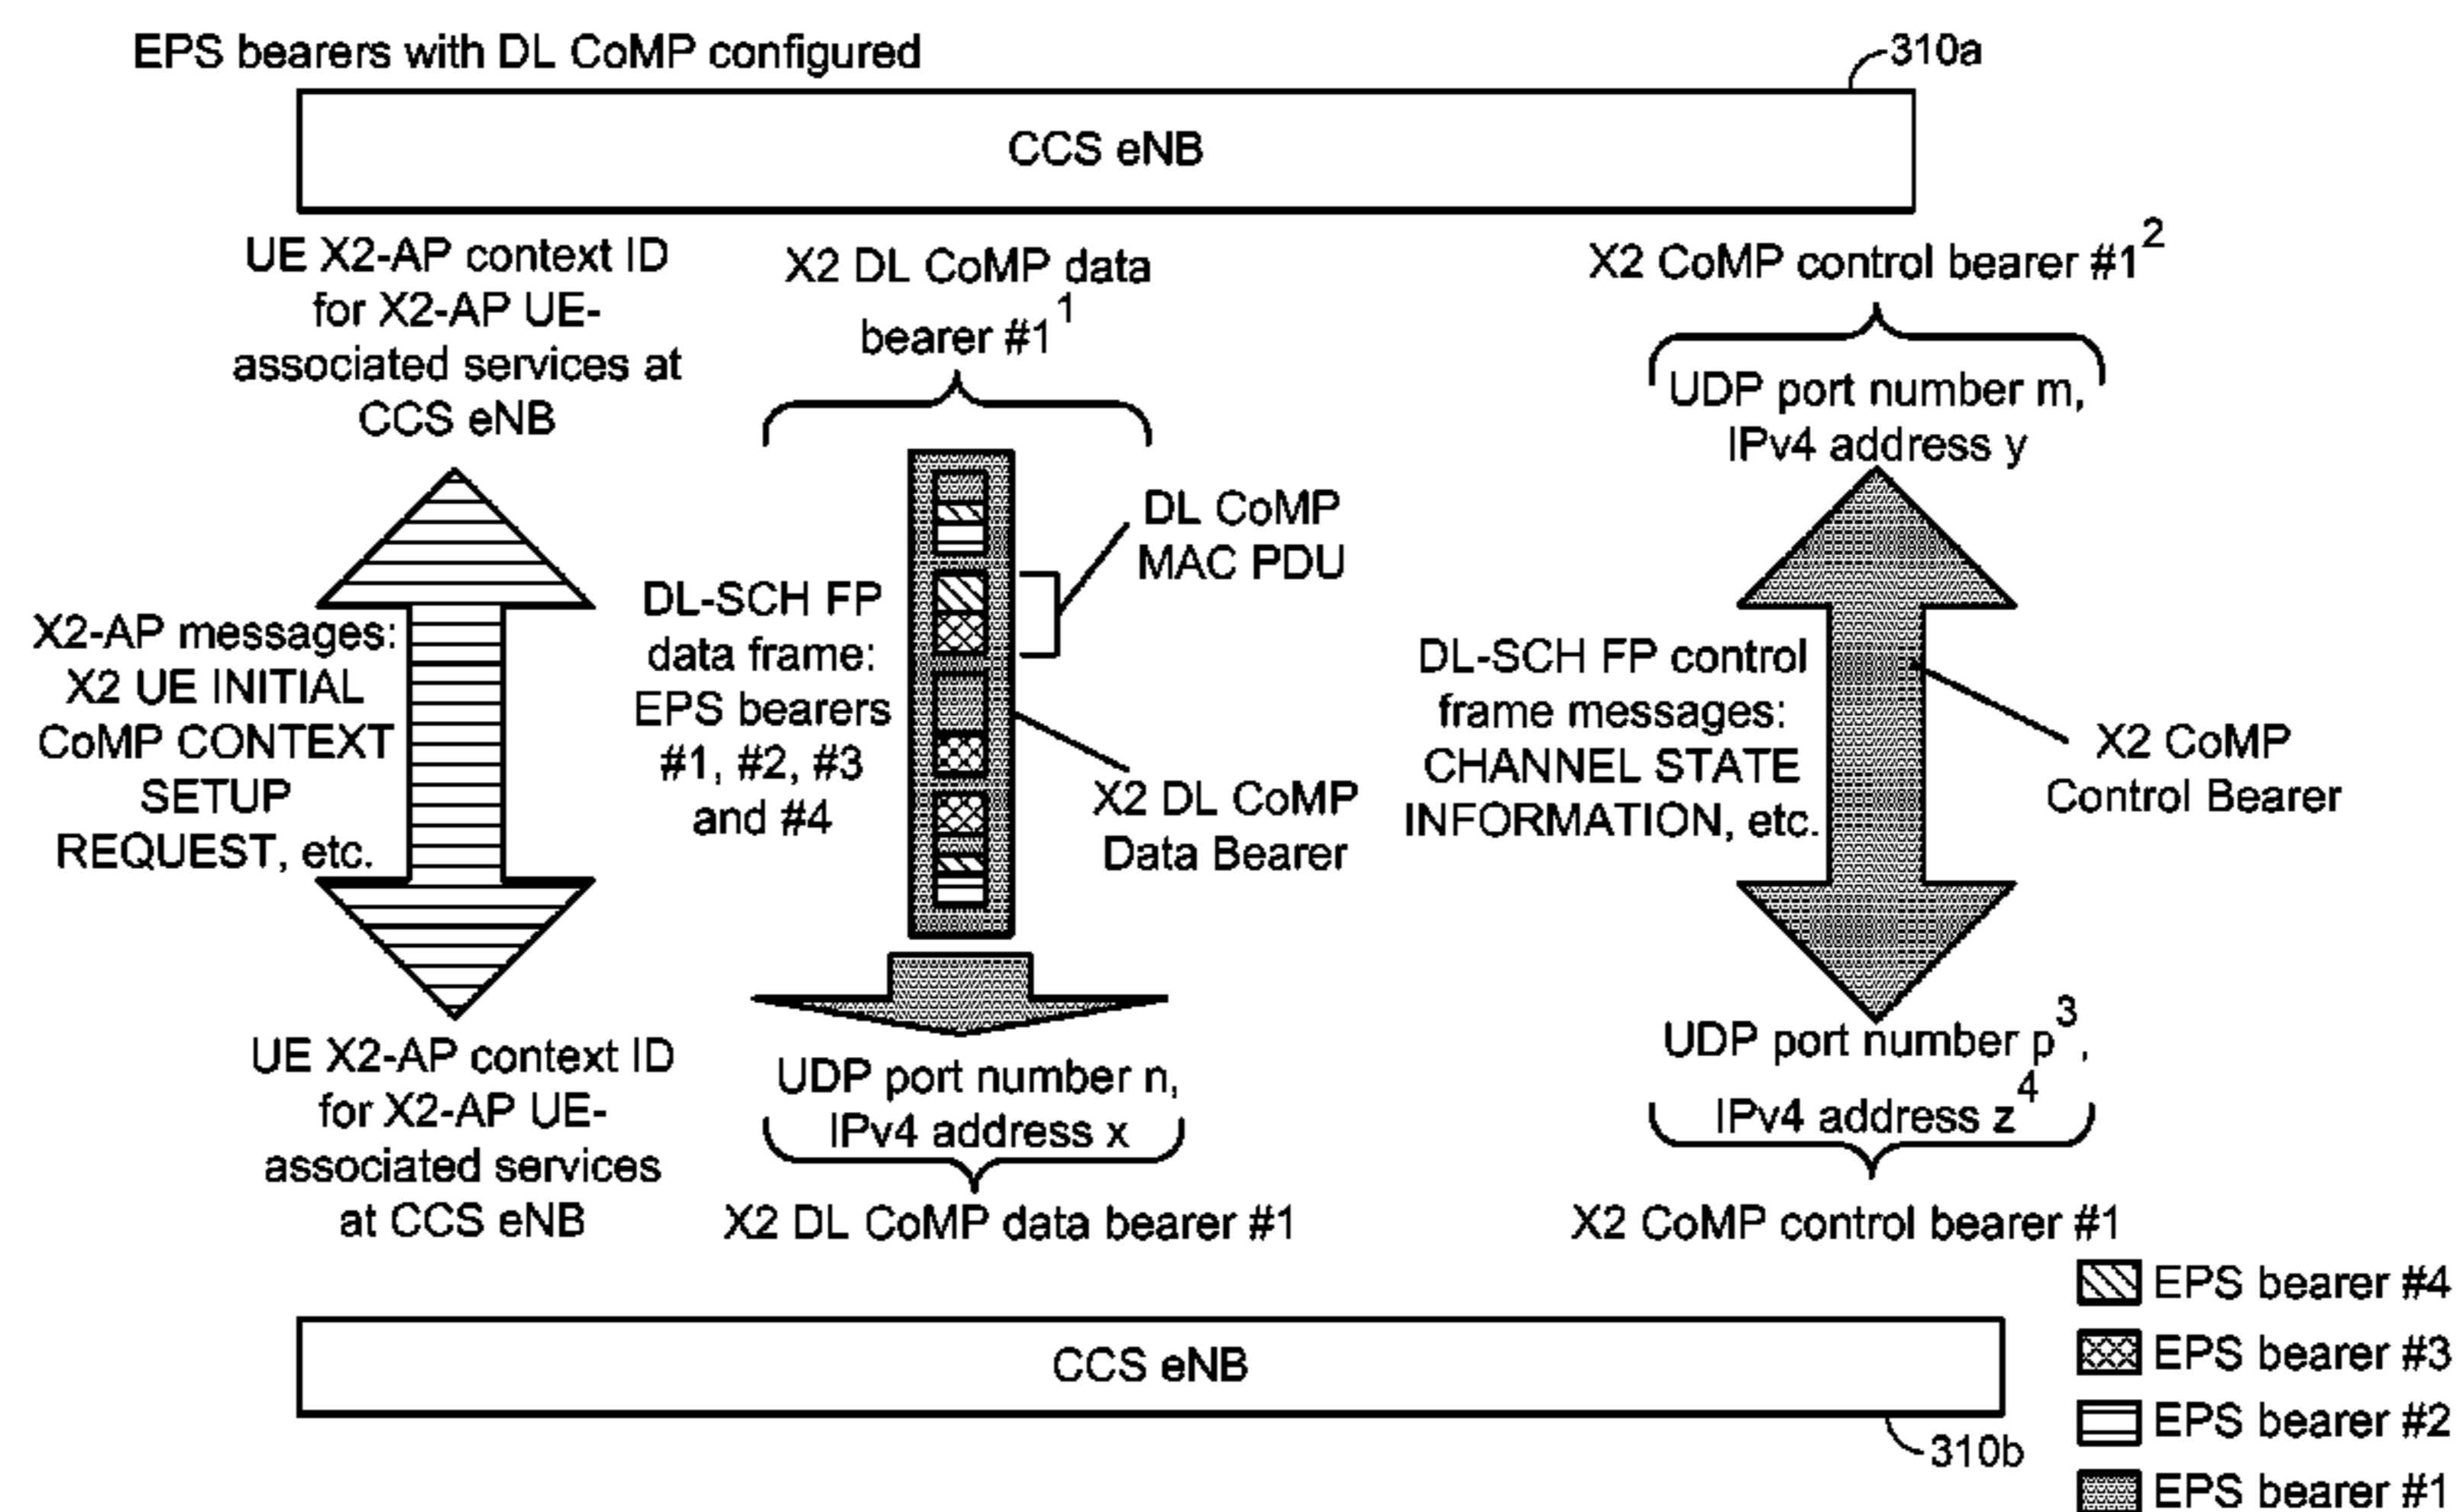 EPS bearers with DL CoMP configured
310a
CCS eNB
UE X2-AP context ID
for X2-AP UE-
associated services at
CCS eNB
X2 DL CoMP data
bearer #1¹
X2 CoMP control bearer #1²
UDP port number m,
IPv4 address y
DL CoMP
MAC PDU
X2-AP messages:
X2 UE INITIAL
CoMP CONTEXT
SETUP
REQUEST, etc.
DL-SCH FP
data frame:
EPS bearers
#1, #2, #3
and #4
X2 DL CoMP
Data Bearer
DL-SCH FP control
frame messages:
CHANNEL STATE
INFORMATION, etc.
X2 CoMP
Control Bearer
UE X2-AP context ID
for X2-AP UE-
associated services
at CCS eNB
UDP port number n,
IPv4 address x
X2 DL CoMP data bearer #1
UDP port number p³,
IPv4 address z⁴
X2 CoMP control bearer #1
CCS eNB
310b
EPS bearer #4
EPS bearer #3
EPS bearer #2
EPS bearer #1